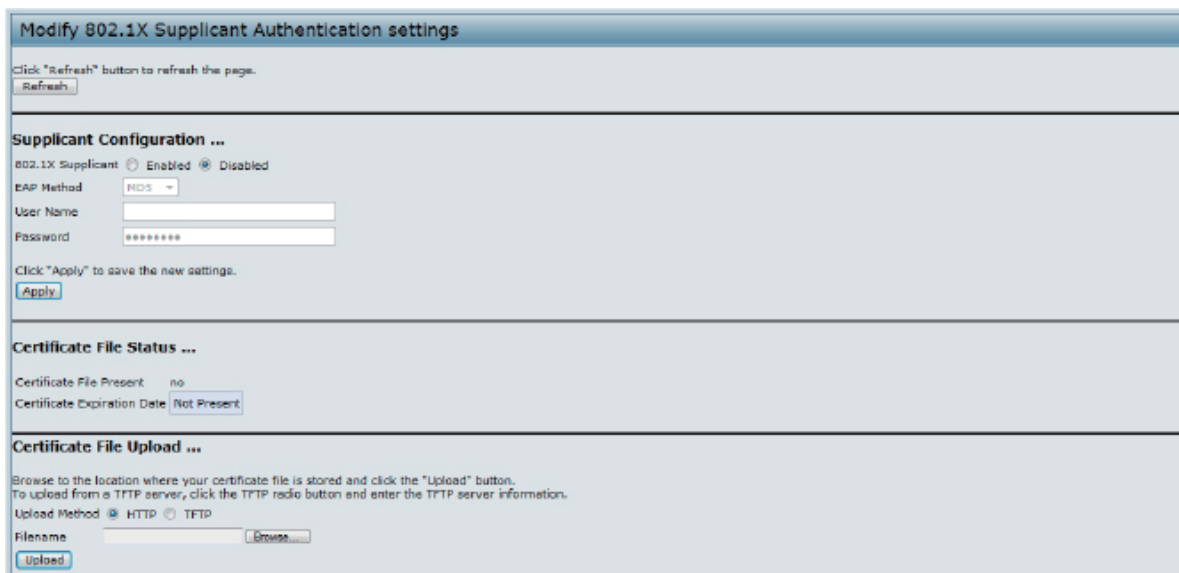 Modify 802.1X Supplicant Authentication settings
Click "Refresh" button to refresh the page.
Refresh
Supplicant Configuration ...
802.1X Supplicant Enabled Disabled
EAP Method MD5
User Name
Password ********
Click "Apply" to save the new settings.
Apply
Certificate File Status ...
Certificate File Present no
Certificate Expiration Date Not Present
Certificate File Upload ...
Browse to the location where your certificate file is stored and click the "Upload" button.
To upload from a TFTP server, click the TFTP radio button and enter the TFTP server information.
Upload Method HTTP TFTP
Filename Browse...
Upload